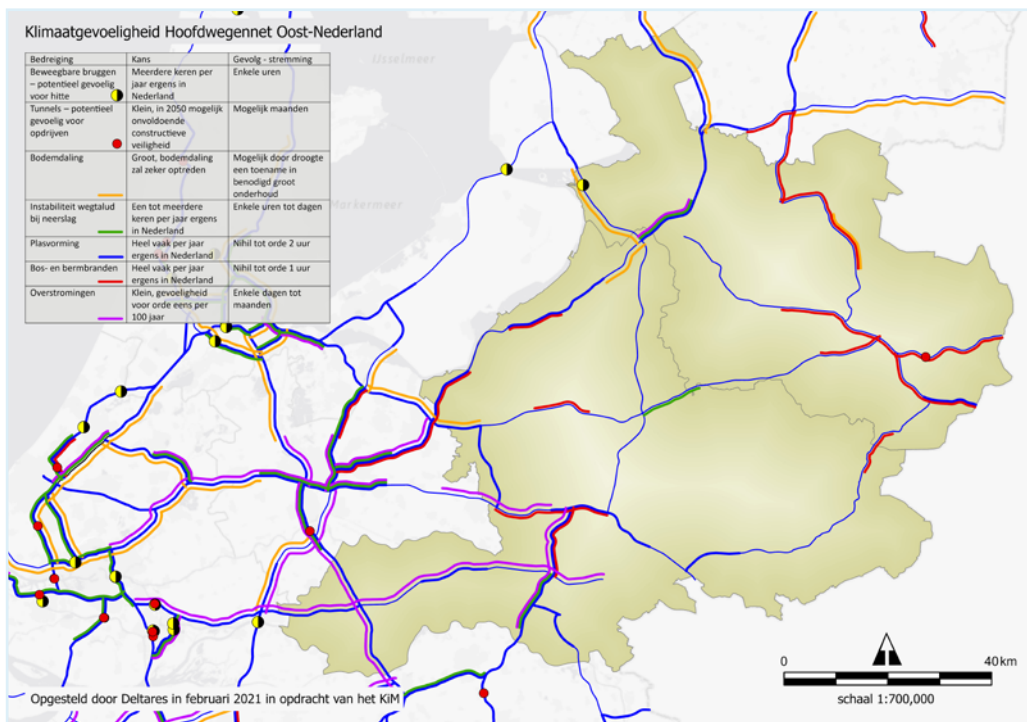 Klimaatgevoeligheid Hoofdwegennet Oost-Nederland
Bedreiging Kans Gevolg - stremming
Beweegbare bruggen Meerdere keren per Enkele uren
– potentieel gevoelig jaar ergens in
voor hitte Nederland
Tunnels – potentieel Klein, in 2050 mogelijk Mogelijk maanden
gevoelig voor onvoldoende
opdrijven constructieve
veiligheid
Bodemdaling Groot, bodemdaling Mogelijk door droogte
zal zeker optreden een toename in
benodigd groot
onderhoud
Instabiliteit wegtalud Een tot meerdere Enkele uren tot dagen
bij neerslag keren per jaar ergens
in Nederland
Plasvorming Heel vaak per jaar Nihil tot orde 2 uur
ergens in Nederland
Bos- en bermbranden Heel vaak per jaar Nihil tot orde 1 uur
ergens in Nederland
Overstromingen Klein, gevoeligheid Enkele dagen tot
voor orde eens per maanden
100 jaar
IJsselmeer
Markermeer
0 40 km
schaal 1:700,000
Opgesteld door Deltares in februari 2021 in opdracht van het KiM